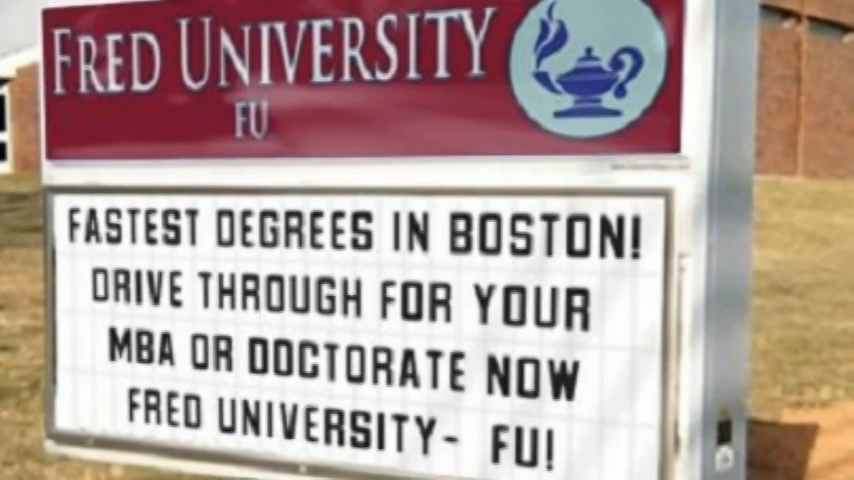 FRED UNIVERSITY
FU
FASTEST DEGREES IN BOSTON!
DRIVE THROUGH FOR YOUR
MBA OR DOCTORATE NOW
FRED UNIVERSITY- FU!